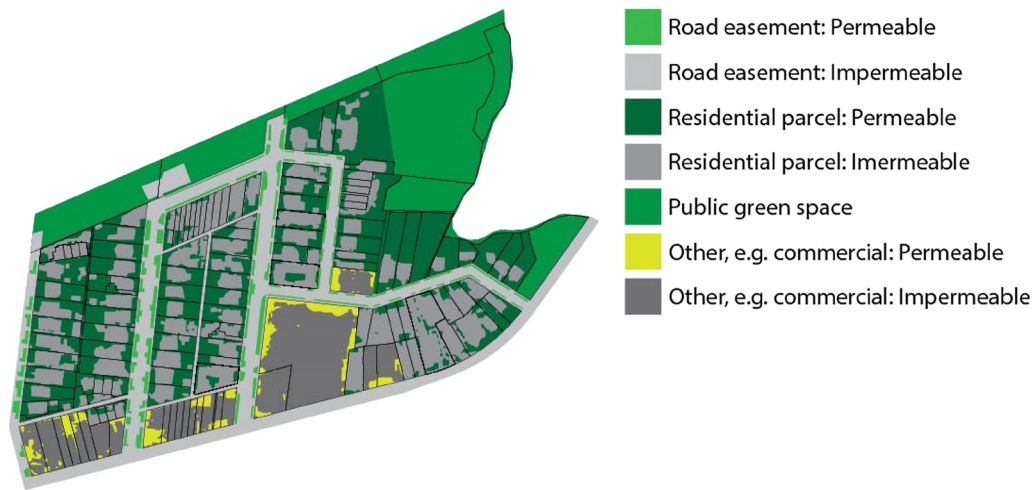 Road easement: Permeable
Road easement: Impermeable
Residential parcel: Permeable
Residential parcel: Imermeable
Public green space
Other, e.g. commercial: Permeable
Other, e.g. commercial: Impermeable